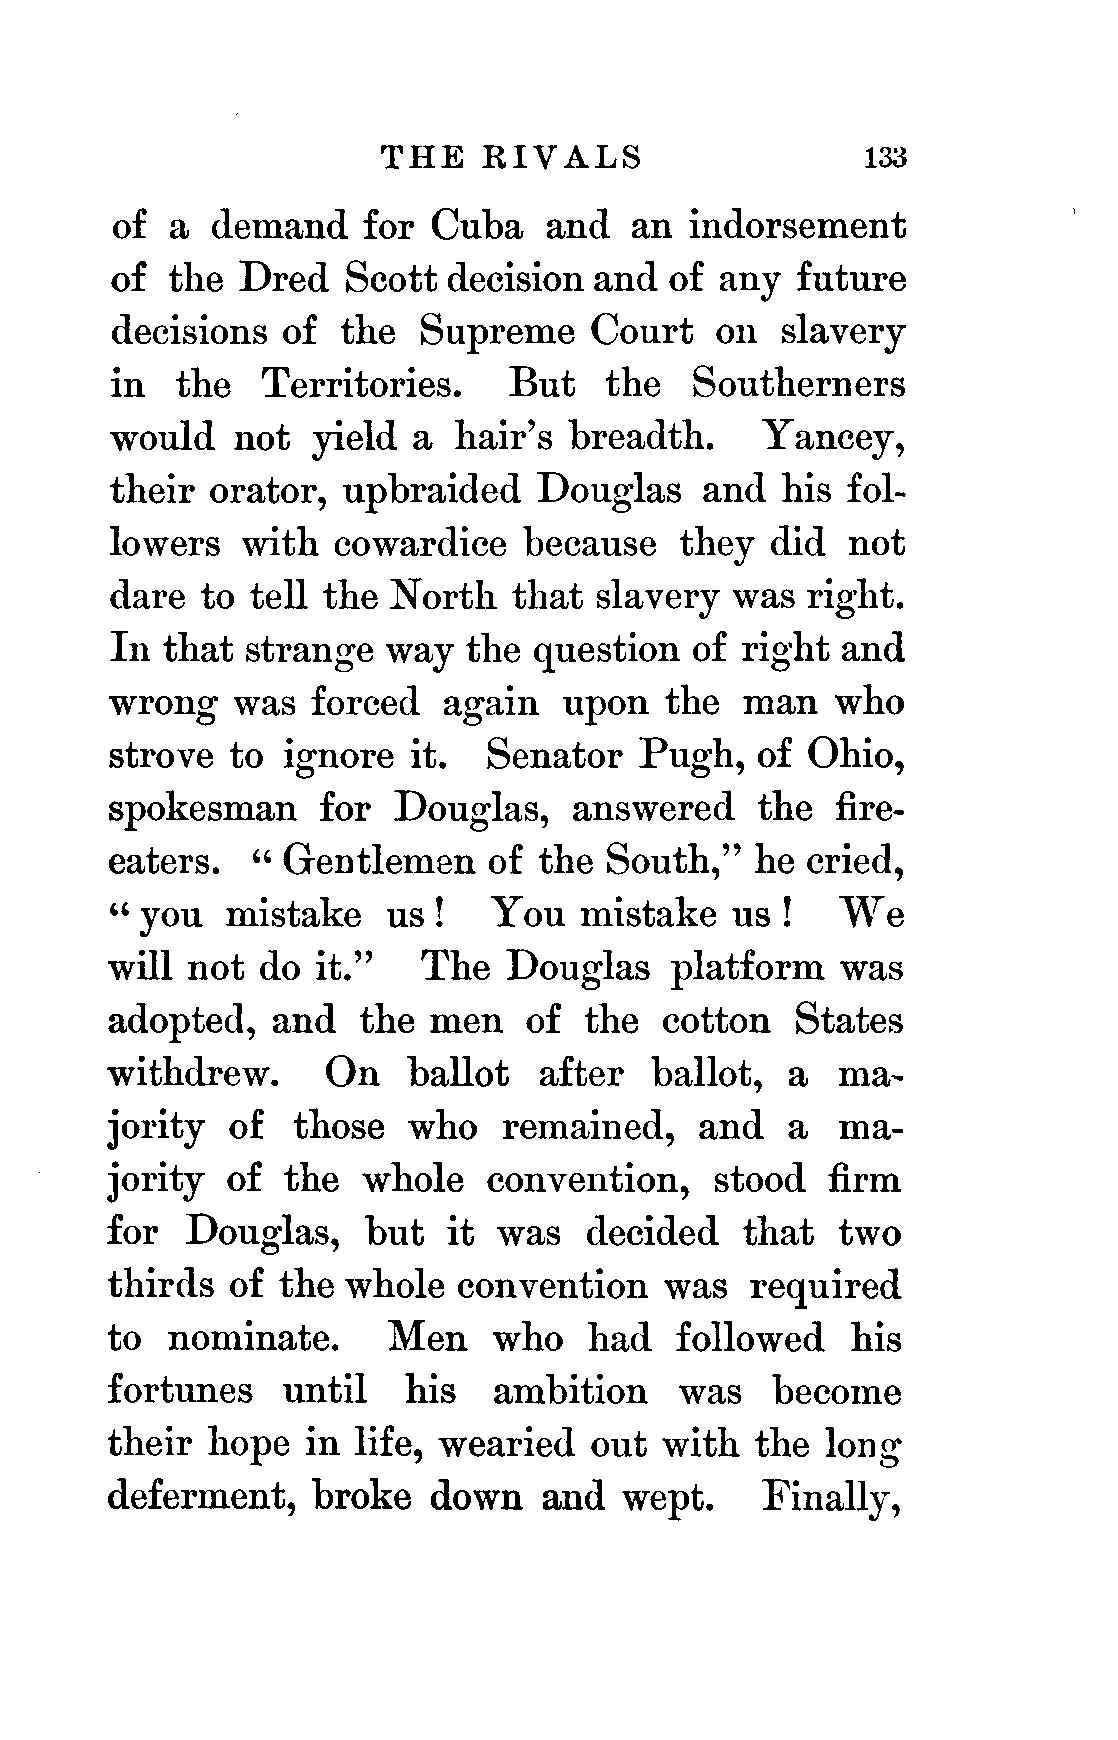 THE RIVALS 133
of a demand for Cuba and an indorsement
of the Dred Scott decision and of any future
decisions of the Supreme Court on slavery
in the Territories. But the Southerners
would not yield a hair's breadth. Yancey,
their orator, upbraided Douglas and his fol-
lowers with cowardice because they did not
dare to tell the North that slavery was right.
In that strange way the question of right and
wrong was forced again upon the man who
strove to ignore it. Senator Pugh, of Ohio,
spokesman for Douglas, answered the fire-
eaters. “ Gentlemen of the South,” he cried,
“ you mistake us ! You mistake us ! We
will not do it.” The Douglas platform was
adopted, and the men of the cotton States
withdrew. On ballot after ballot, a ma-
jority of those who remained, and a ma-
jority of the whole convention, stood firm
for Douglas, but it was decided that two
thirds of the whole convention was required
to nominate. Men who had followed his
fortunes until his ambition was become
their hope in life, wearied out with the long
deferment, broke down and wept. Finally,